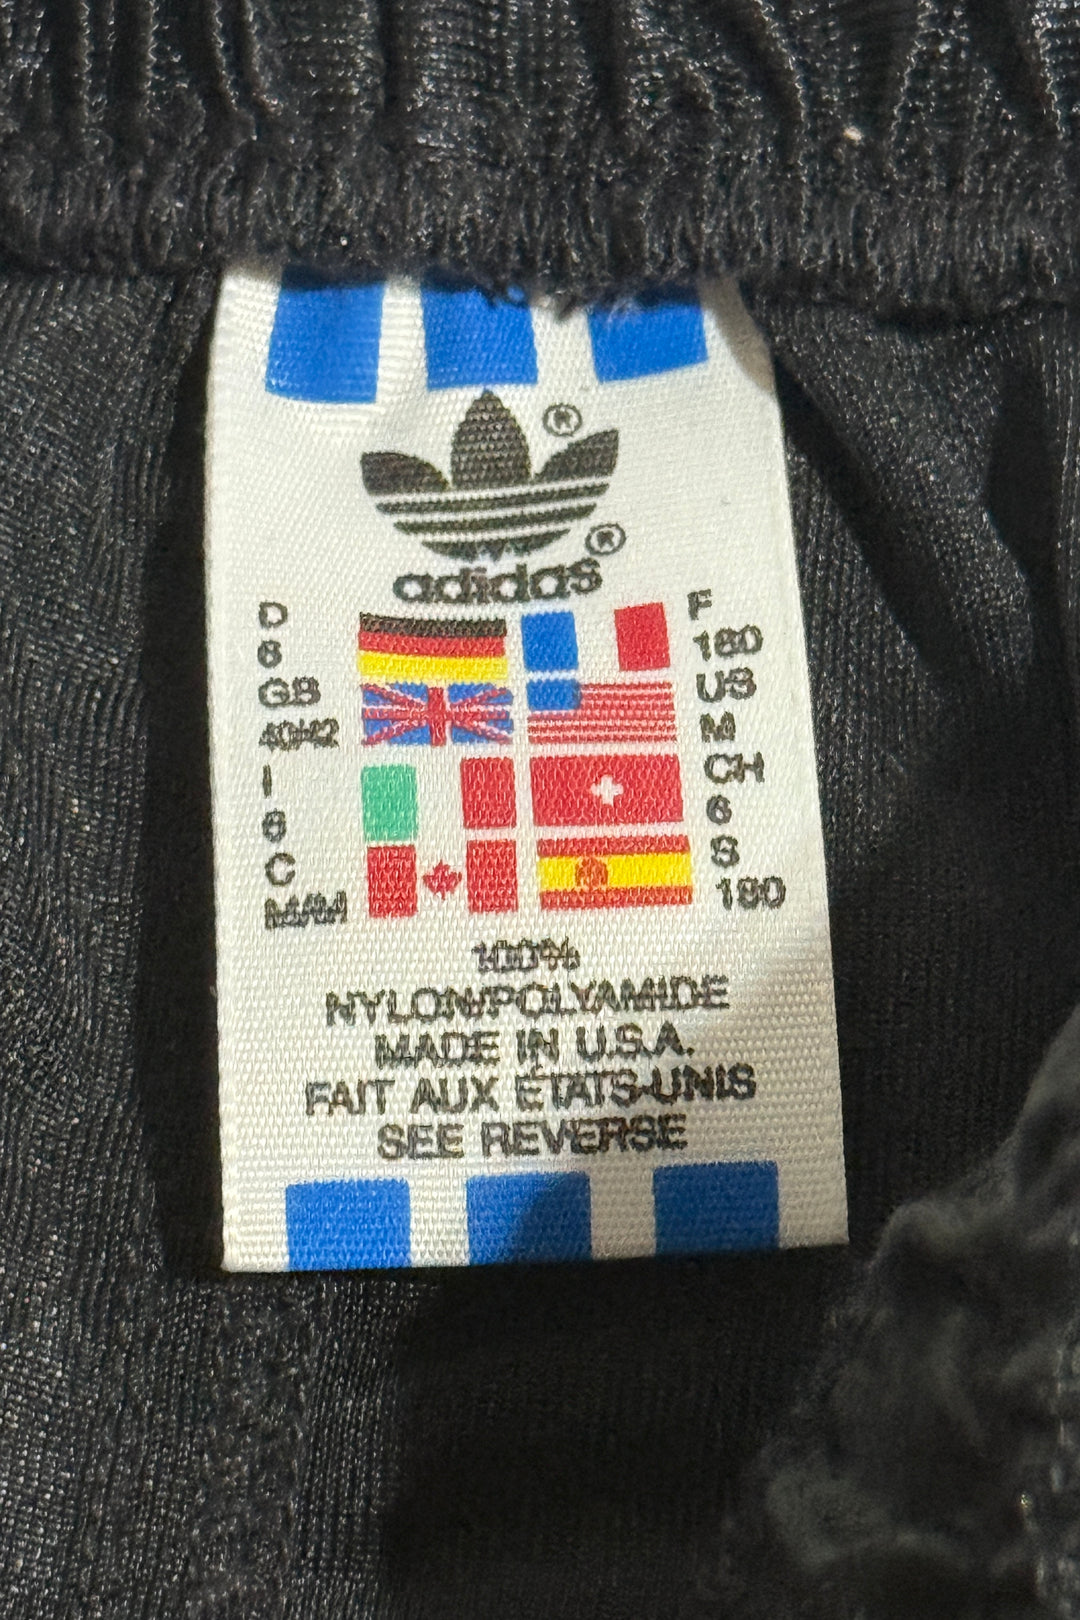 ®
®
adidas
D
6
GB
40/42
I
6
C
M/M
F
180
US
M
CH
6
S
180
100%
NYLON/POLYAMIDE
MADE IN U.S.A.
FAIT AUX ÉTATS-UNIS
SEE REVERSE